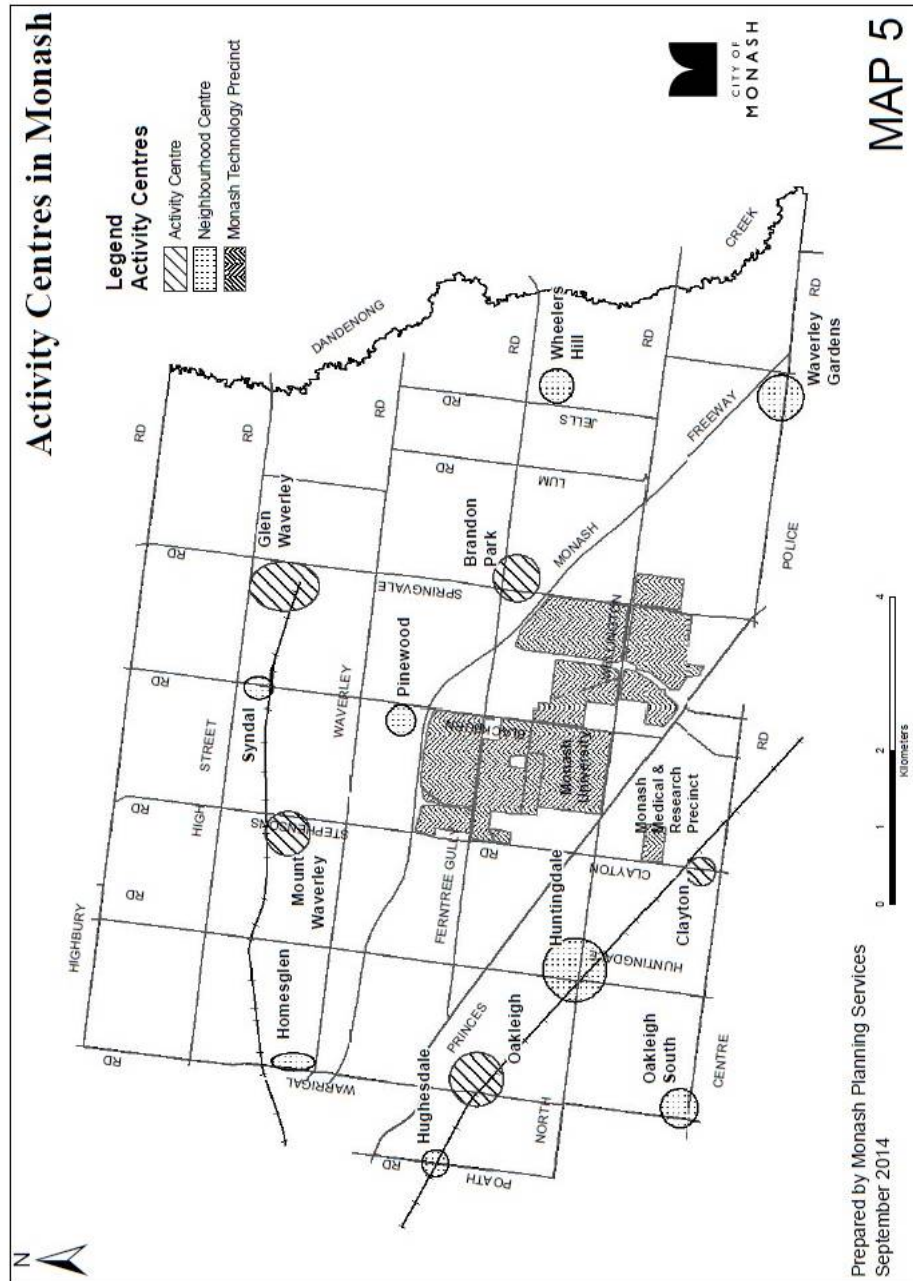 Activity Centres in Monash
N
Legend
Activity Centres
Activity Centre
Neighbourhood Centre
Monash Technology Precinct
CITY OF
MONASH
HIGHBURY
RD
RD
RD
RD
RD
DANDENONG
CREEK
HIGH
STREET
RD
Syndal
Glen
Waverley
Mount
Waverley
STEPHENSONS
Homesglen
WARRIGAL
WAVERLEY
RD
SPRINGVALE
Pinewood
RD
RD
Brandon
Park
LUM
JELLS
Wheelers
Hill
RD
FERNTREE GULLY
RD
BLACKBURN
MONASH
FREEWAY
Hughesdale
RD
POATH
PRINCES
Oakleigh
Huntingdale
HUNTINGDALE
Monash
University
WELLINGTON
RD
NORTH
Monash
Medical &
Research
Precinct
CLAYTON
Clayton
Oakleigh
South
CENTRE
RD
POLICE
RD
Waverley
Gardens
0
1
2
4
Kilometers
Prepared by Monash Planning Services
September 2014
MAP 5